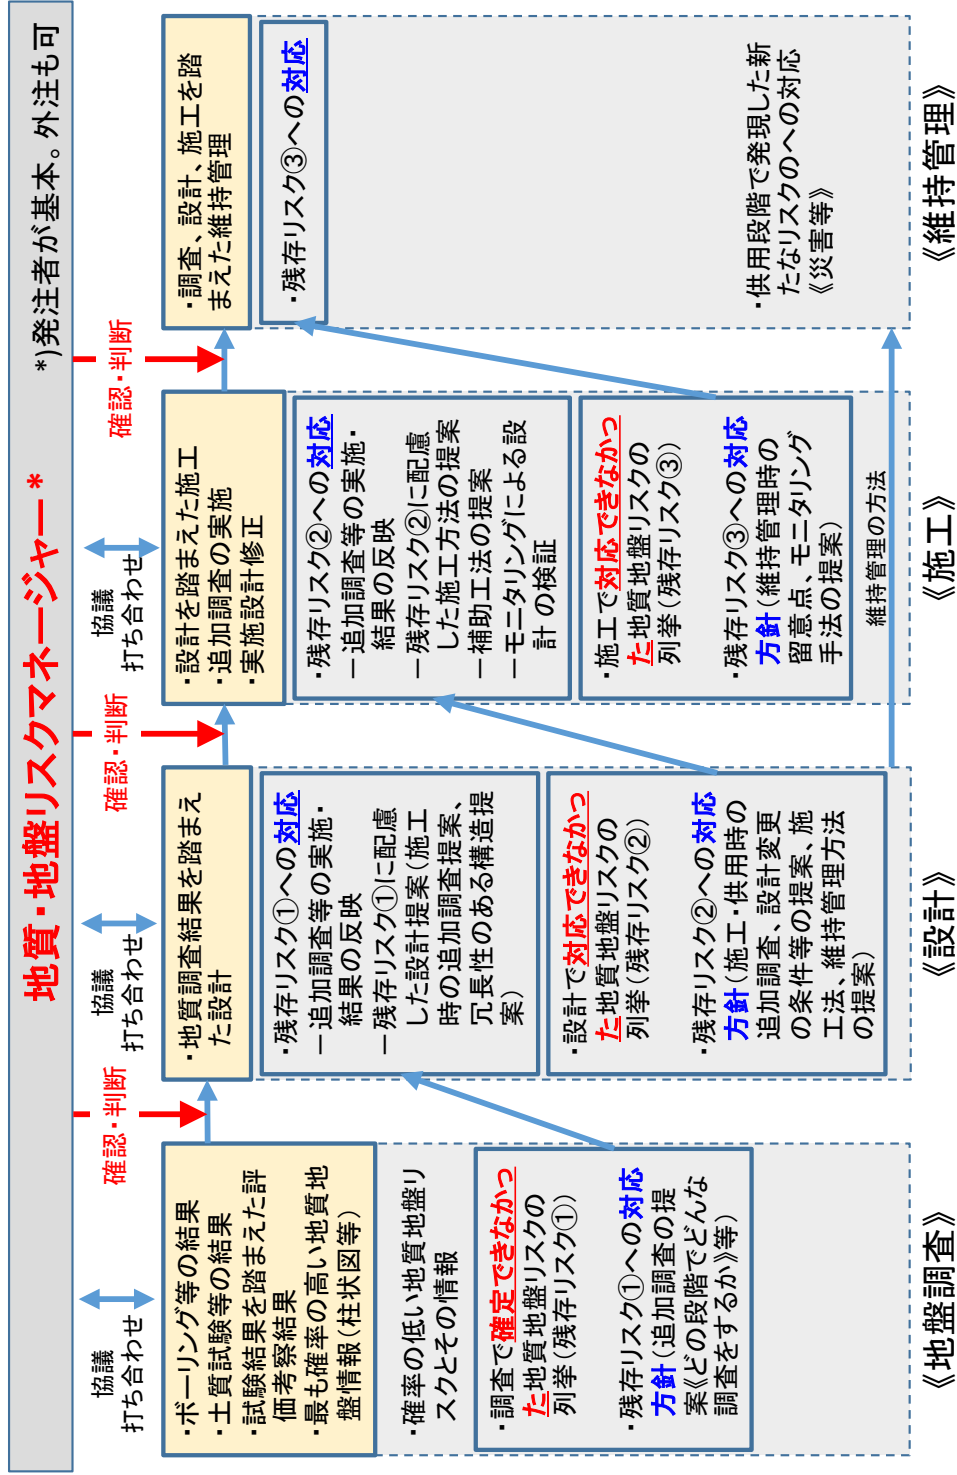 地質・地盤リスクマネージャー*
*)発注者が基本。外注も可
協議
打ち合わせ
確認・判断
協議
打ち合わせ
確認・判断
協議
打ち合わせ
確認・判断
・ボーリング等の結果
・土質試験等の結果
・試験結果を踏まえた評
価考察結果
・最も確率の高い地質地
盤情報(柱状図等)
・確率の低い地質地盤リ
スクとその情報
・調査で確定できなかっ
た地質地盤リスクの
列挙(残存リスク①)
・残存リスク①への対応
方針(追加調査の提
案《どの段階でどんな
調査をするか》等)
《地盤調査》
・地質調査結果を踏まえ
た設計
・残存リスク①への対応
－追加調査等の実施・
結果の反映
－残存リスク①に配慮
した設計提案(施工
時の追加調査提案、
冗長性のある構造提
案)
・設計で対応できなかっ
た地質地盤リスクの
列挙(残存リスク②)
・残存リスク②への対応
方針(施工・供用時の
追加調査、設計変更
の条件等の提案、施
工法、維持管理方法
の提案)
《設計》
・設計を踏まえた施工
・追加調査の実施
・実施設計修正
・残存リスク②への対応
－追加調査等の実施・
結果の反映
－残存リスク②に配慮
した施工方法の提案
－補助工法の提案
－モニタリングによる設
計の検証
・施工で対応できなかっ
た地質地盤リスクの
列挙(残存リスク③)
・残存リスク③への対応
方針(維持管理時の
留意点、モニタリング
手法の提案)
維持管理の方法
《施工》
・調査、設計、施工を踏
まえた維持管理
・残存リスク③への対応
・供用段階で発現した新
たなリスクのへの対応
《災害等》
《維持管理》